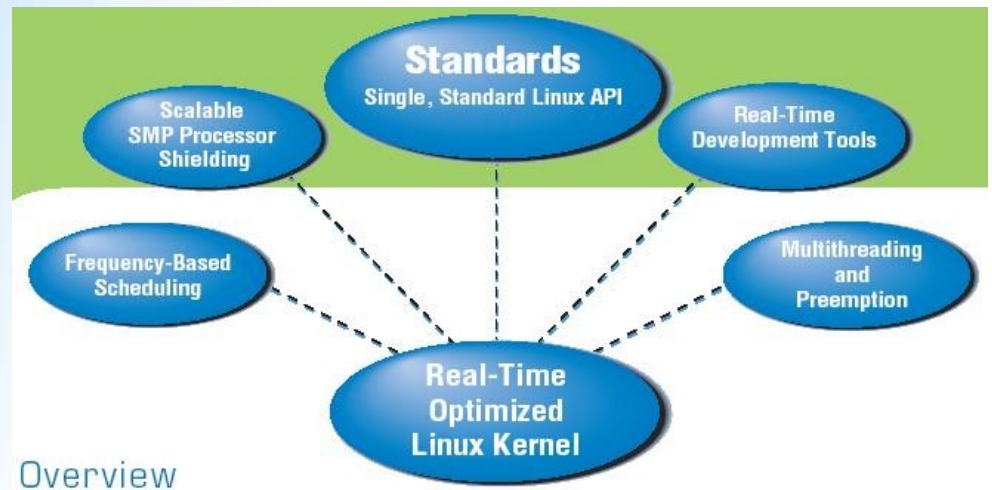 Standards
Single, Standard Linux API
Scalable
SMP Processor
Shielding
Real-Time
Development Tools
Frequency-Based
Scheduling
Multithreading
and
Preemption
Real-Time
Optimized
Linux Kernel
Overview